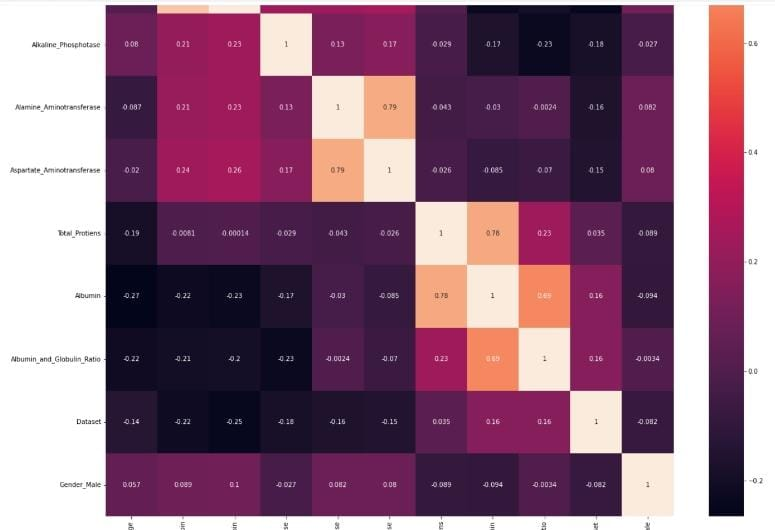 Alkaline_Phosphotase 0.08 0.21 0.23 1 0.13 0.17 -0.029 -0.17 -0.23 -0.18 -0.027
0.6
Alamine_Aminotransferase -0.087 0.21 0.23 0.13 1 0.79 -0.043 -0.03 -0.0024 -0.16 0.082
0.4
Aspartate_Aminotransferase -0.02 0.24 0.26 0.17 0.79 1 -0.026 -0.085 -0.07 -0.15 0.08
Total_Protiens -0.19 -0.0081 -0.00014 -0.029 -0.043 -0.026 1 0.78 0.23 0.035 -0.089
0.2
Albumin -0.27 -0.22 -0.23 -0.17 -0.03 -0.085 0.78 1 0.69 0.16 -0.094
Albumin_and_Globulin_Ratio -0.22 -0.21 -0.2 -0.23 -0.0024 -0.07 0.23 0.69 1 0.16 -0.0034
0.0
Dataset -0.14 -0.22 -0.25 -0.18 -0.16 -0.15 0.035 0.16 0.16 1 -0.082
Gender_Male 0.057 0.089 0.1 -0.027 0.082 0.08 -0.089 -0.094 -0.0034 -0.082 1
-0.2